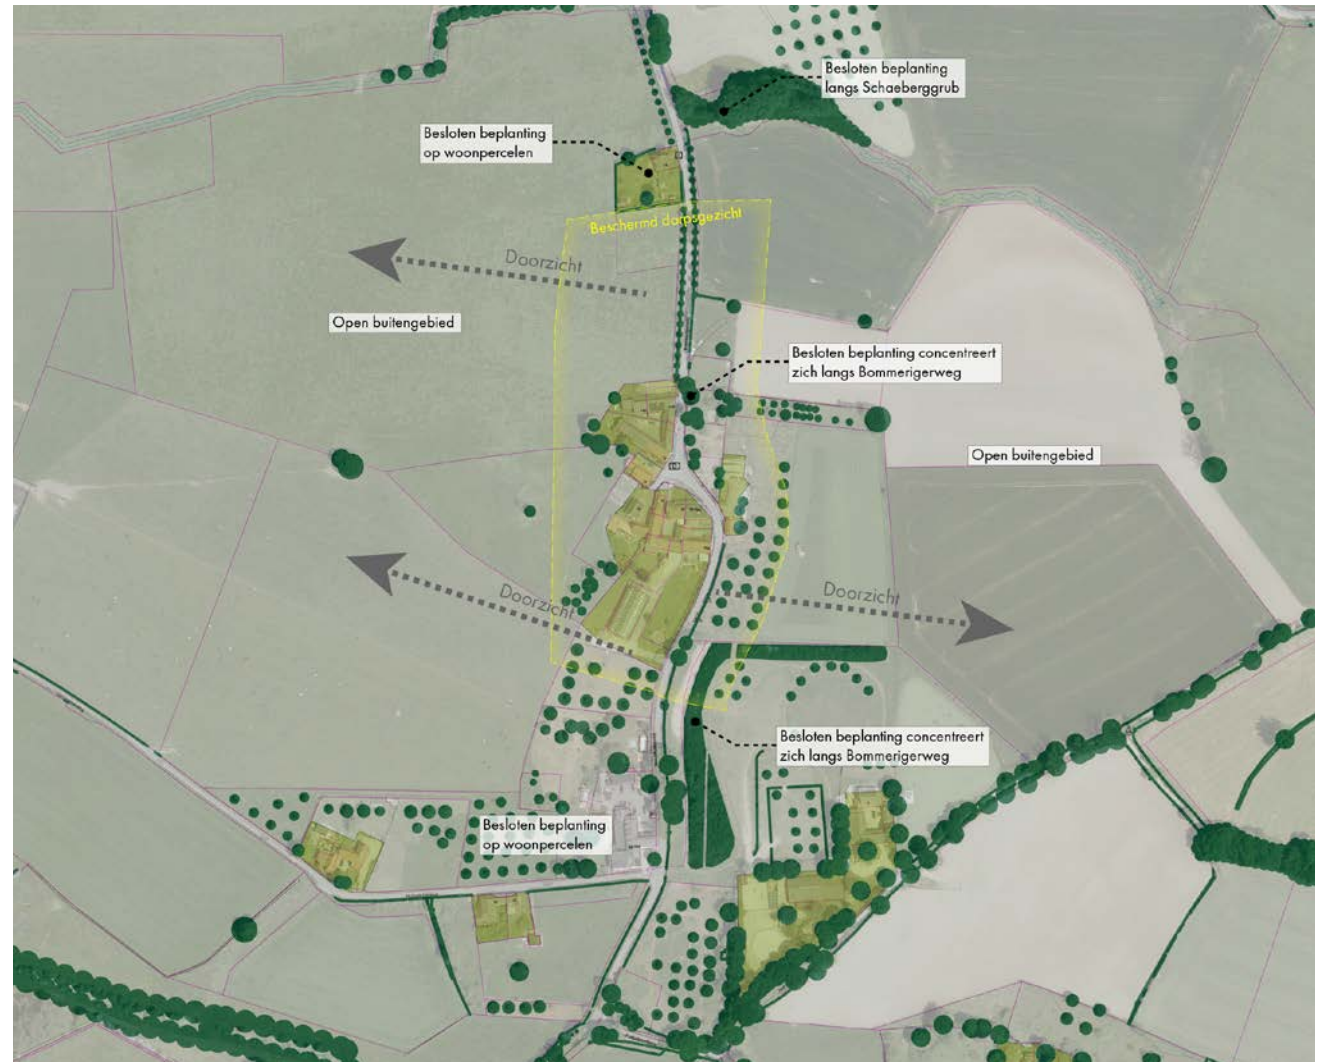 Besloten beplanting
langs Schaeberggrub
Besloten beplanting
op woonpercelen
Beschermd dorpsgezicht
Doorzicht
Open buitengebied
Besloten beplanting concentreert
zich langs Bommerigerweg
Open buitengebied
Doorzicht
Doorzicht
Besloten beplanting concentreert
zich langs Bommerigerweg
Besloten beplanting
op woonpercelen